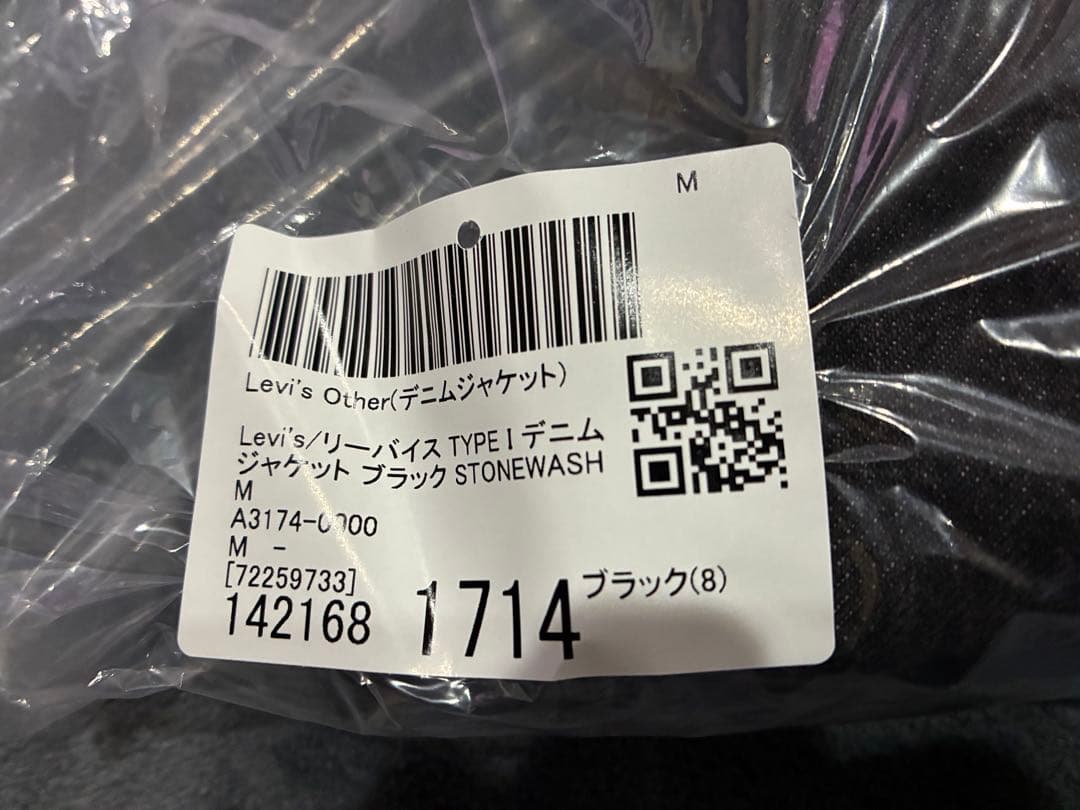 M
Levi's Other(デニムジャケット)
Levi's/リーバイス TYPE I デニム
ジャケット ブラック STONEWASH
M
A3174-0000
M -
[72259733]
142168 1714 ブラック(8)